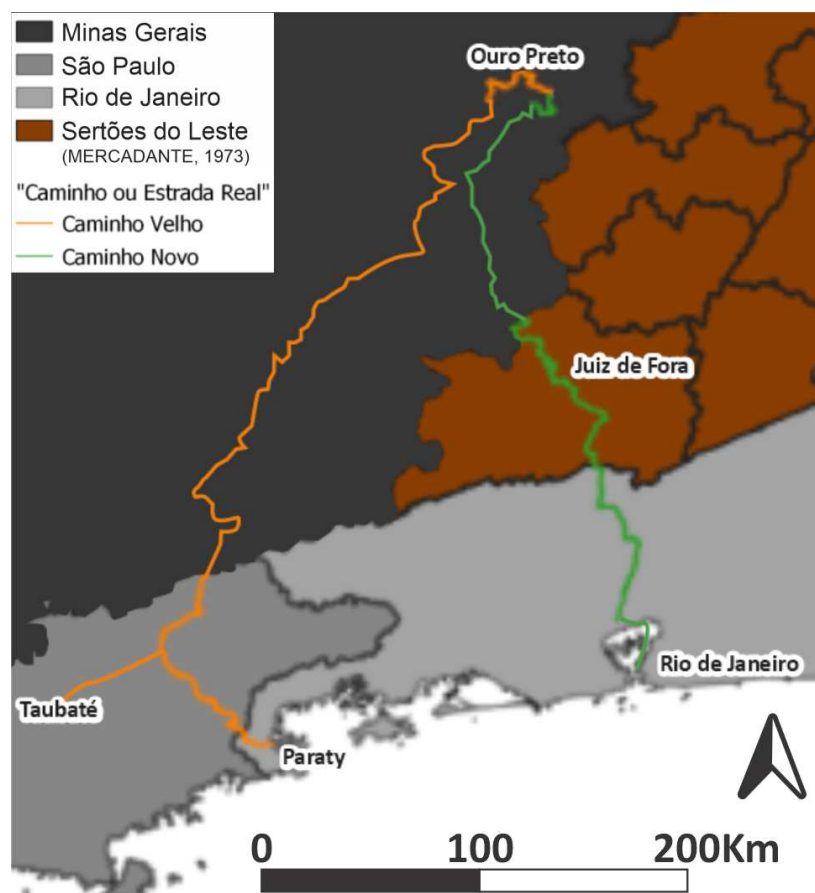 Minas Gerais
São Paulo
Rio de Janeiro
Sertões do Leste
(MERCADANTE, 1973)
"Caminho ou Estrada Real"
Caminho Velho
Caminho Novo
Ouro Preto
Juiz de Fora
Rio de Janeiro
Taubaté
Paraty
0 100 200Km